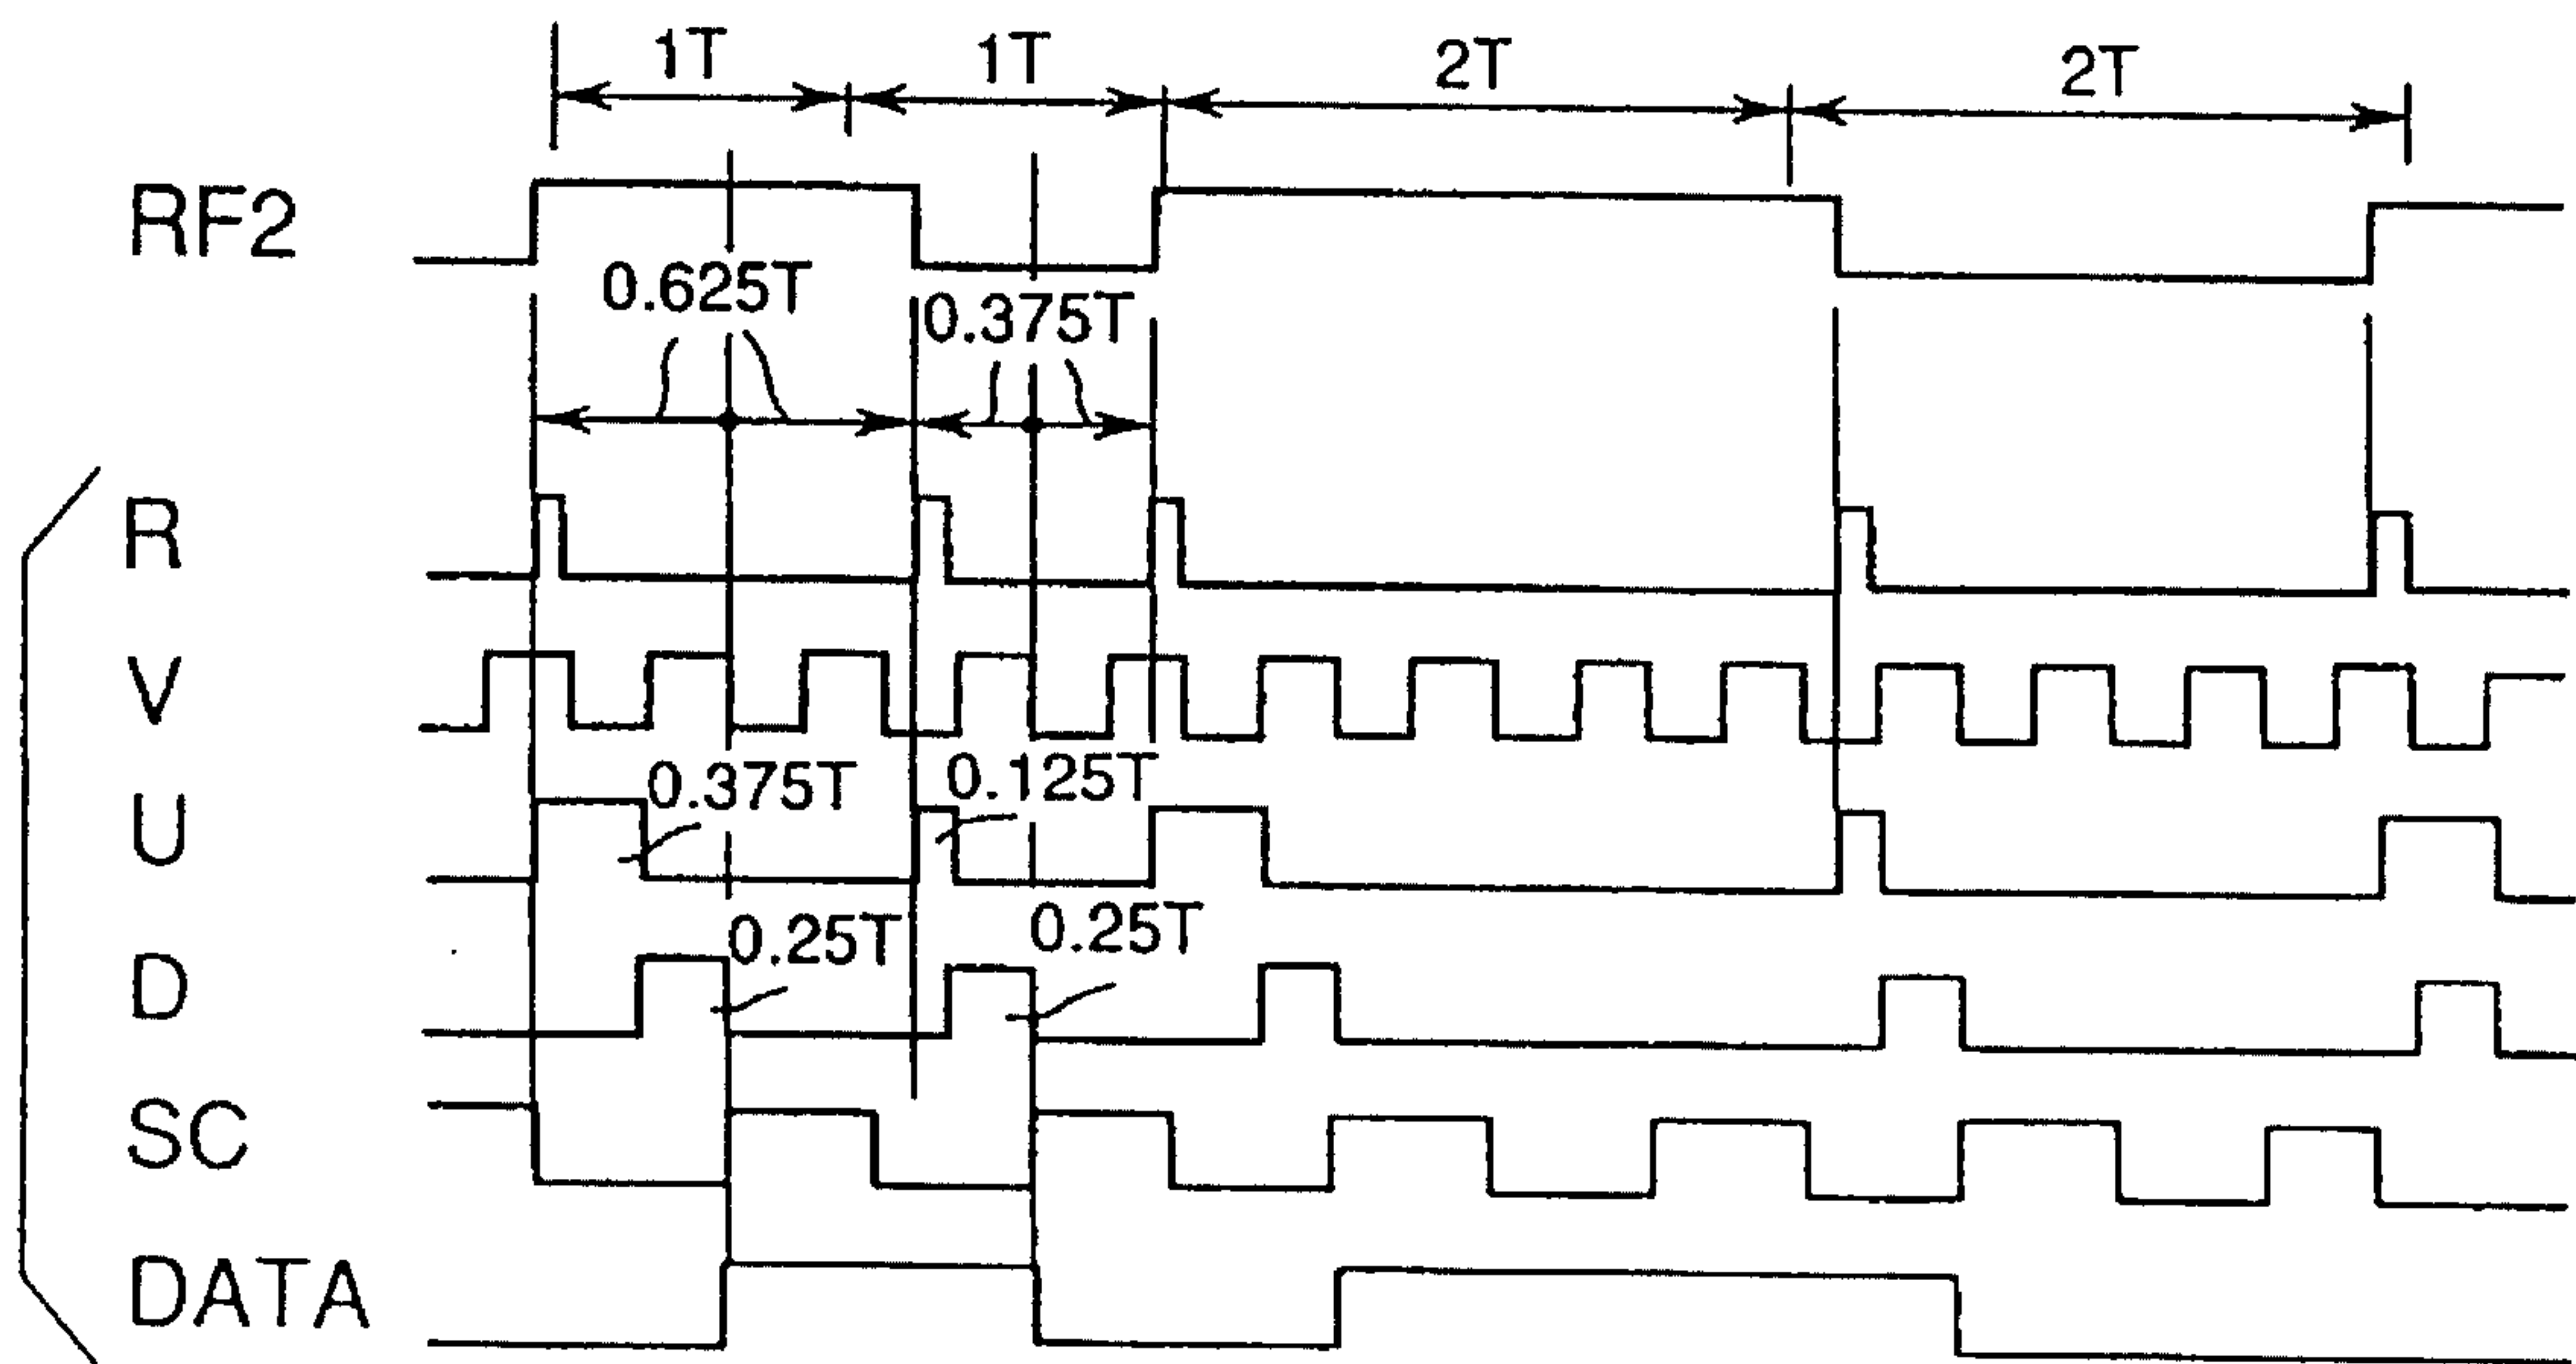 1T 1T 2T 2T
RF2
0.625T 0.375T
R
V
0.375T 0.125T
U
0.25T 0.25T
D
SC
DATA